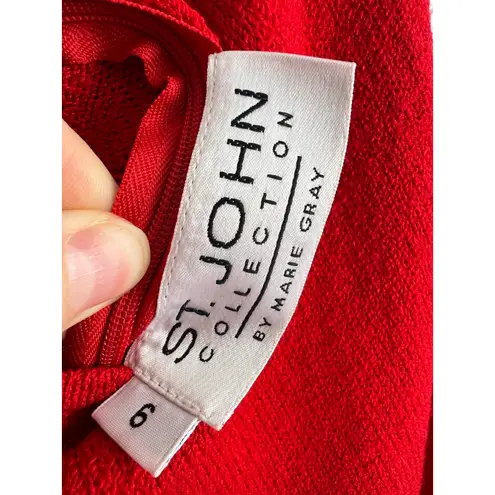 ST. JOHN
COLLECTION
BY MARIE GRAY
6